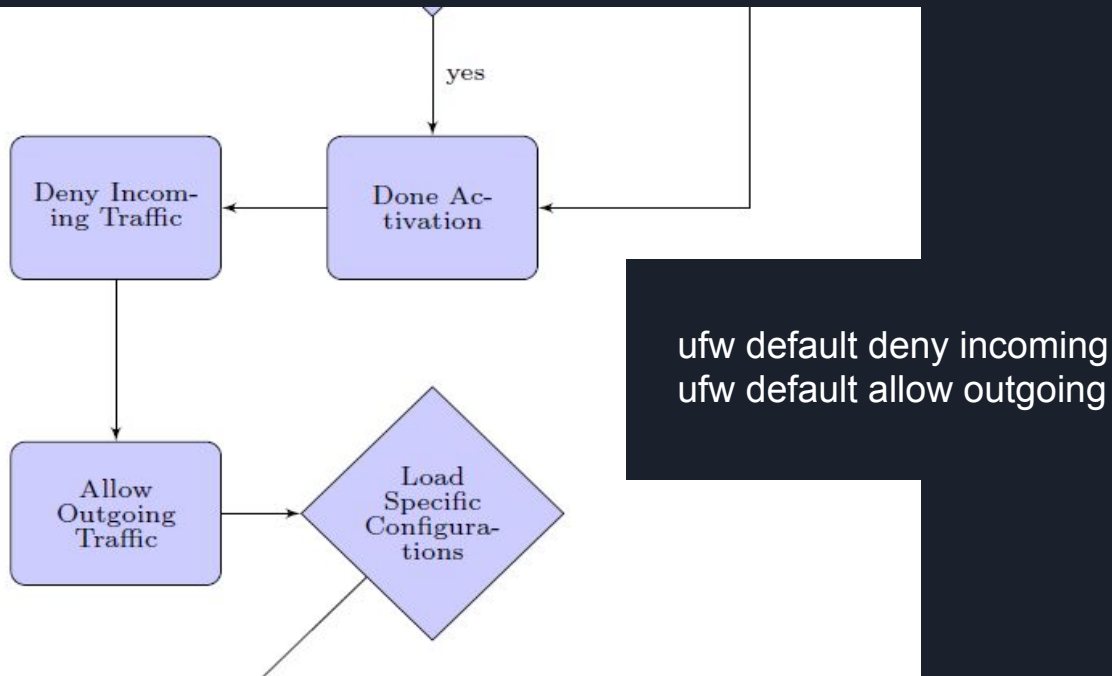 yes
Deny Incom-
ing Traffic
Done Ac-
tivation
ufw default deny incoming
ufw default allow outgoing
Allow
Outgoing
Traffic
Load
Specific
Configura-
tions